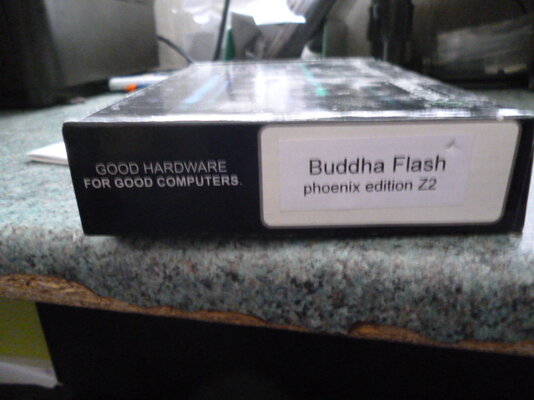 GOOD HARDWARE
FOR GOOD COMPUTERS.
Buddha Flash
phoenix edition Z2